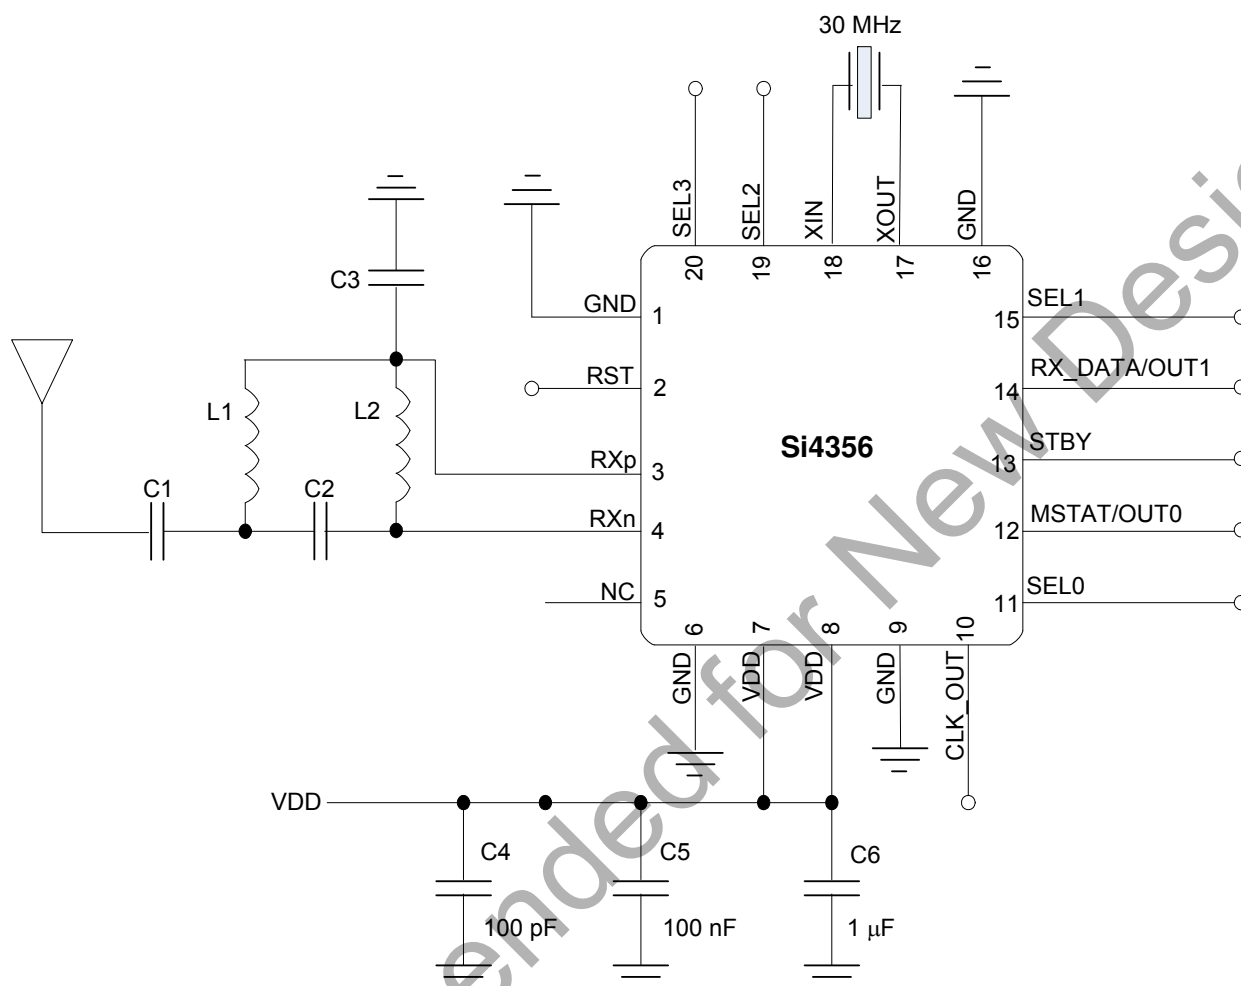 30 MHz
SEL3
SEL2
XIN
XOUT
GND
20
19
18
17
16
C3
GND
1
15
SEL1
RST
2
14
RX_DATA/OUT1
L1
L2
Si4356
RXp
3
13
STBY
C1
C2
RXn
4
12
MSTAT/OUT0
NC
5
11
SEL0
6
7
8
9
10
GND
VDD
VDD
GND
CLK_OUT
VDD
C4
C5
C6
100 pF
100 nF
1 µF
ended for New Desi